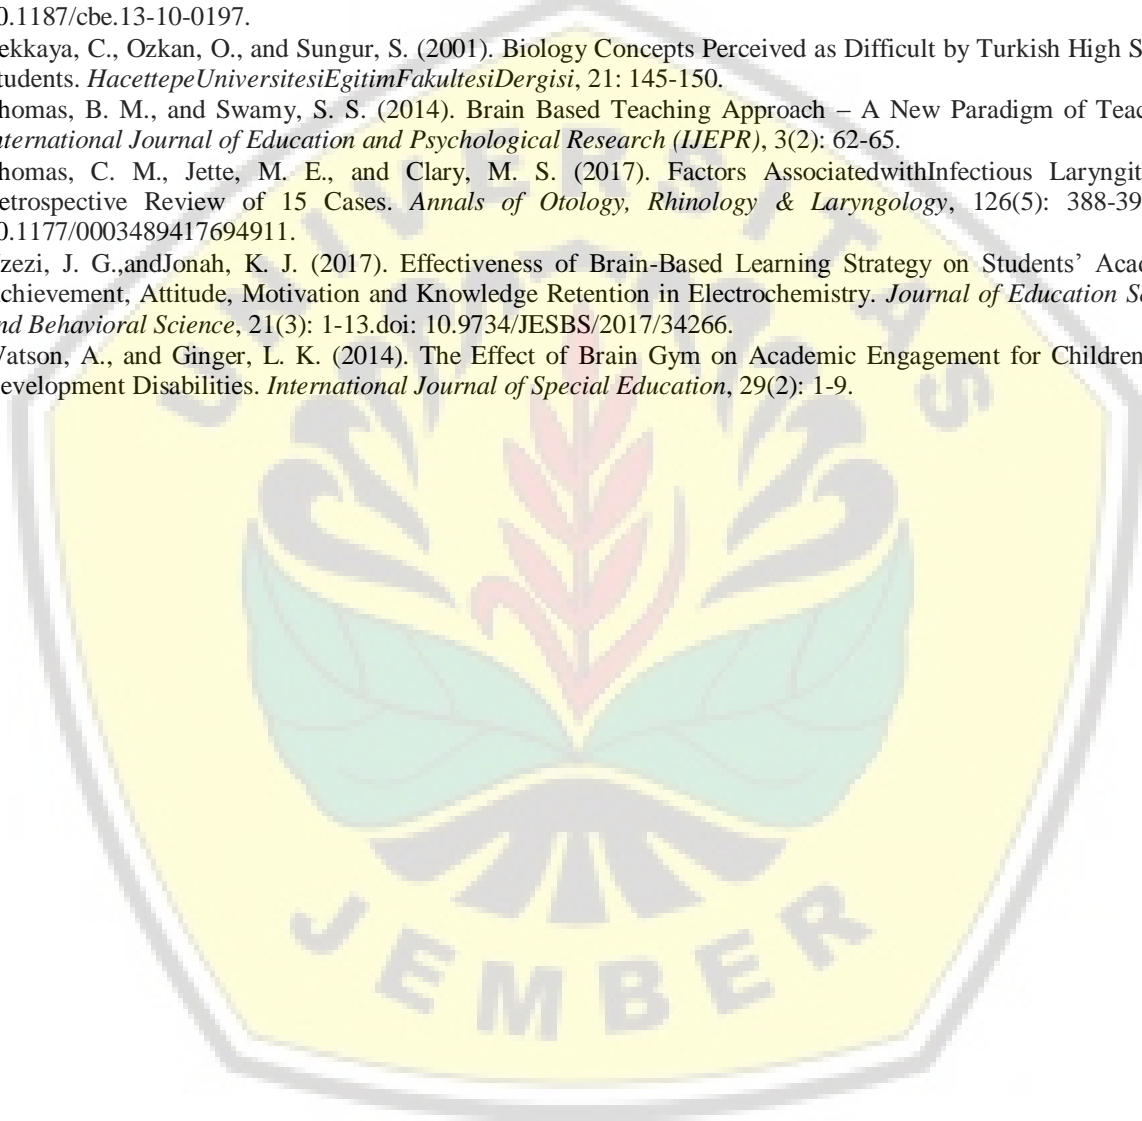 0.1187/cbe.13-10-0197.
ekkaya, C., Ozkan, O., and Sungur, S. (2001). Biology Concepts Perceived as Difficult by Turkish High S
tudents. HacettepeUniversitesiEgitimFakultesiDergisi, 21: 145-150.
homas, B. M., and Swamy, S. S. (2014). Brain Based Teaching Approach – A New Paradigm of Teac
nternational Journal of Education and Psychological Research (IJEPR), 3(2): 62-65.
homas, C. M., Jette, M. E., and Clary, M. S. (2017). Factors AssociatedwithInfectious Laryngit
etrospective Review of 15 Cases. Annals of Otology, Rhinology & Laryngology, 126(5): 388-39
0.1177/0003489417694911.
zezi, J. G.,andJonah, K. J. (2017). Effectiveness of Brain-Based Learning Strategy on Students’ Acad
chievement, Attitude, Motivation and Knowledge Retention in Electrochemistry. Journal of Education So
nd Behavioral Science, 21(3): 1-13.doi: 10.9734/JESBS/2017/34266.
Vatson, A., and Ginger, L. K. (2014). The Effect of Brain Gym on Academic Engagement for Children
evelopment Disabilities. International Journal of Special Education, 29(2): 1-9.
UNIVERSITAS
JEMBER